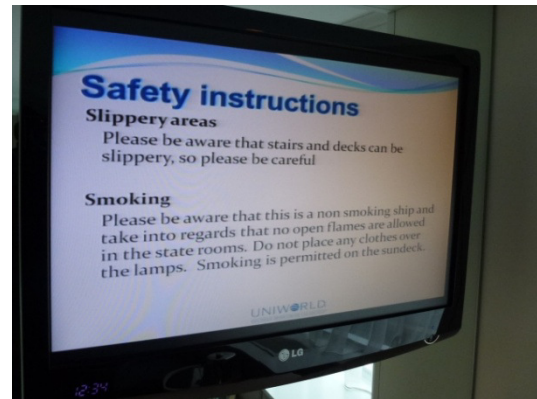 Safety instructions
Slippery areas
Please be aware that stairs and decks can be
slippery, so please be careful
Smoking
Please be aware that this is a non smoking ship and
take into regards that no open flames are allowed
in the state rooms. Do not place any clothes over
the lamps. Smoking is permitted on the sundeck.
UNIWORLD
LG
12:34